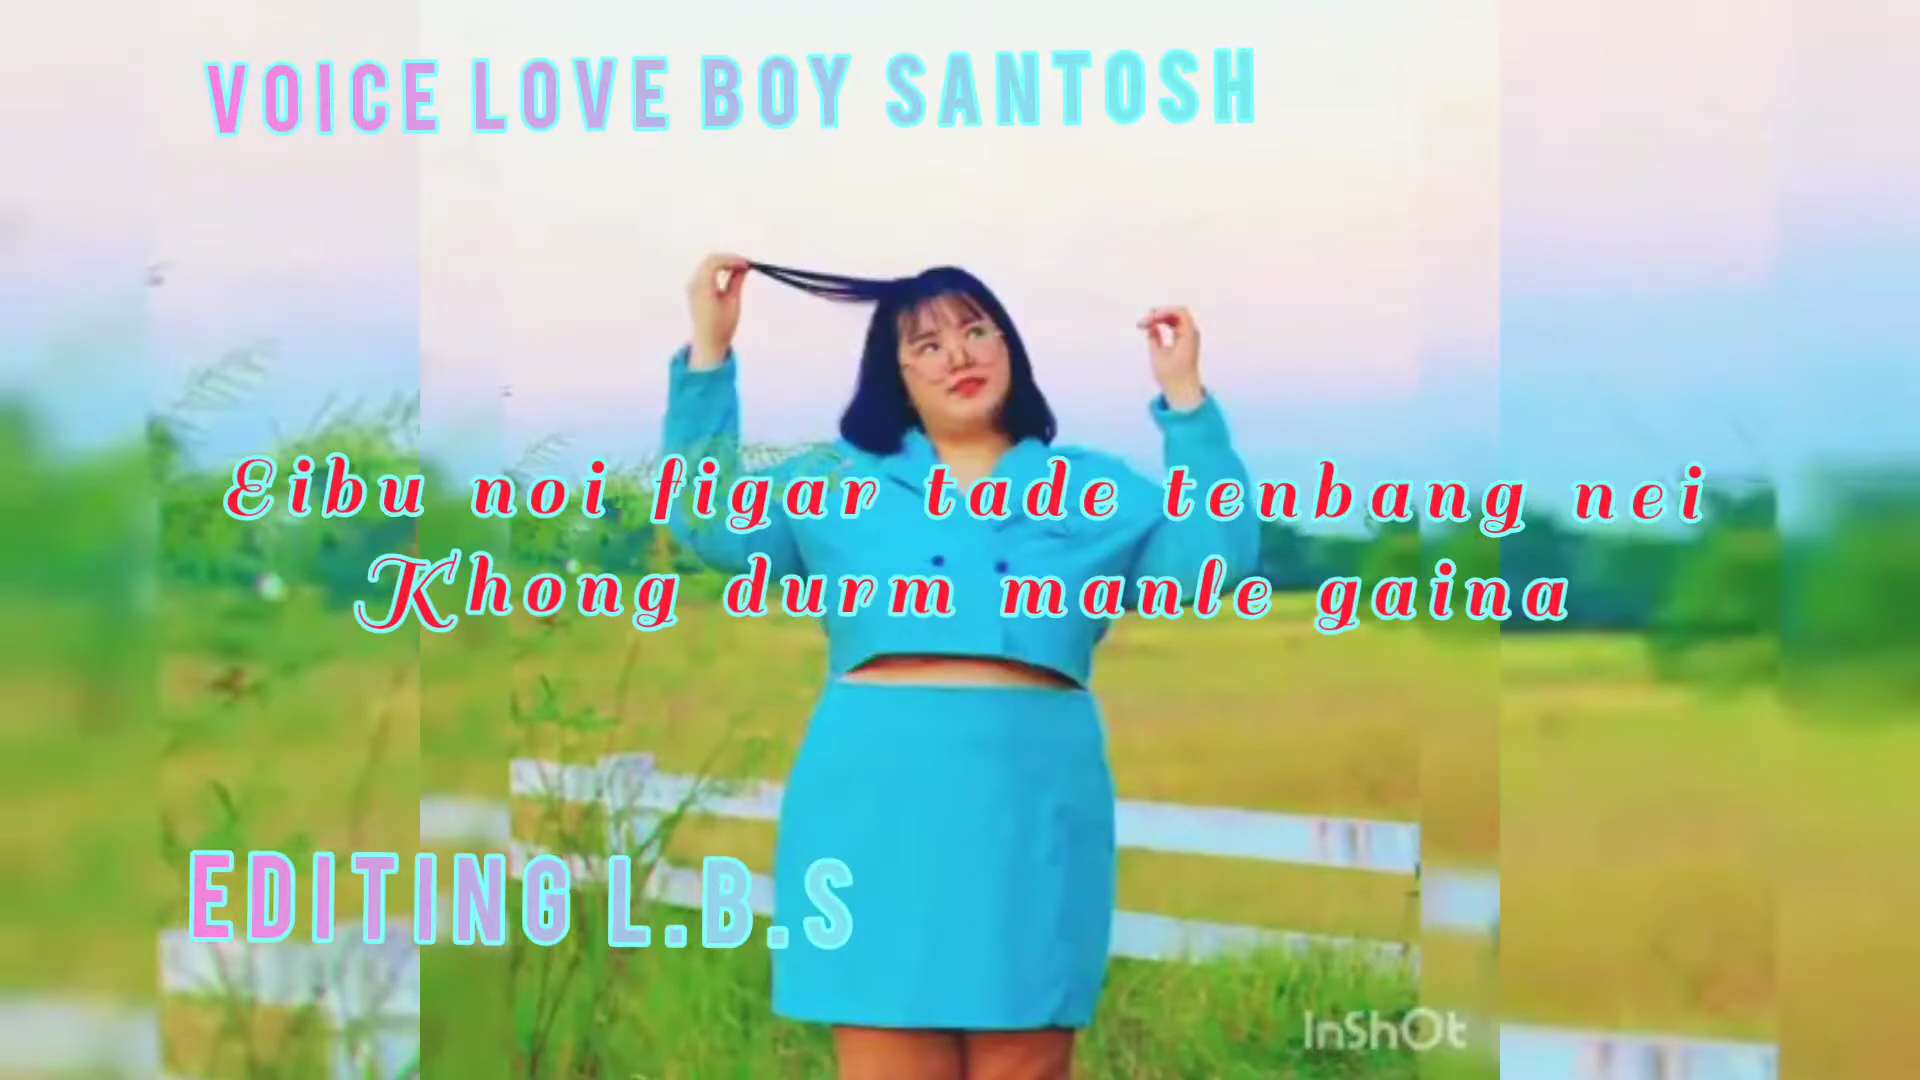 VOICE LOVE BOY SANTOSH
Eibu noi figar tade tenbang nei
Khong durm manle gaina
EDITING L.B.S
InShOt